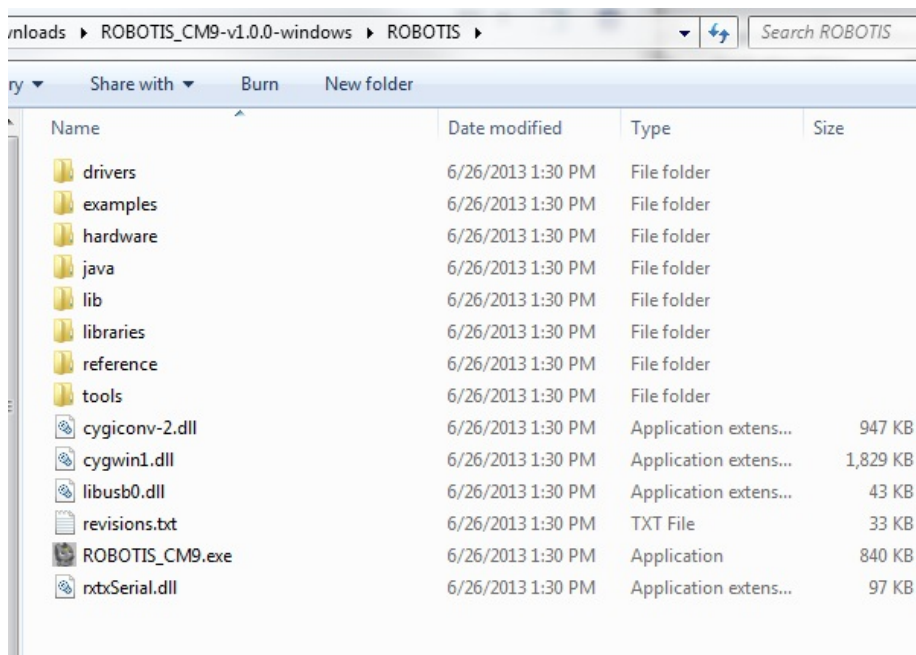 vnloads ▸ ROBOTIS_CM9-v1.0.0-windows ▸ ROBOTIS ▸ Search ROBOTIS
ry Share with Burn New folder
Name Date modified Type Size
drivers 6/26/2013 1:30 PM File folder
examples 6/26/2013 1:30 PM File folder
hardware 6/26/2013 1:30 PM File folder
java 6/26/2013 1:30 PM File folder
lib 6/26/2013 1:30 PM File folder
libraries 6/26/2013 1:30 PM File folder
reference 6/26/2013 1:30 PM File folder
tools 6/26/2013 1:30 PM File folder
cygiconv-2.dll 6/26/2013 1:30 PM Application extens... 947 KB
cygwin1.dll 6/26/2013 1:30 PM Application extens... 1,829 KB
libusb0.dll 6/26/2013 1:30 PM Application extens... 43 KB
revisions.txt 6/26/2013 1:30 PM TXT File 33 KB
ROBOTIS_CM9.exe 6/26/2013 1:30 PM Application 840 KB
rxtxSerial.dll 6/26/2013 1:30 PM Application extens... 97 KB